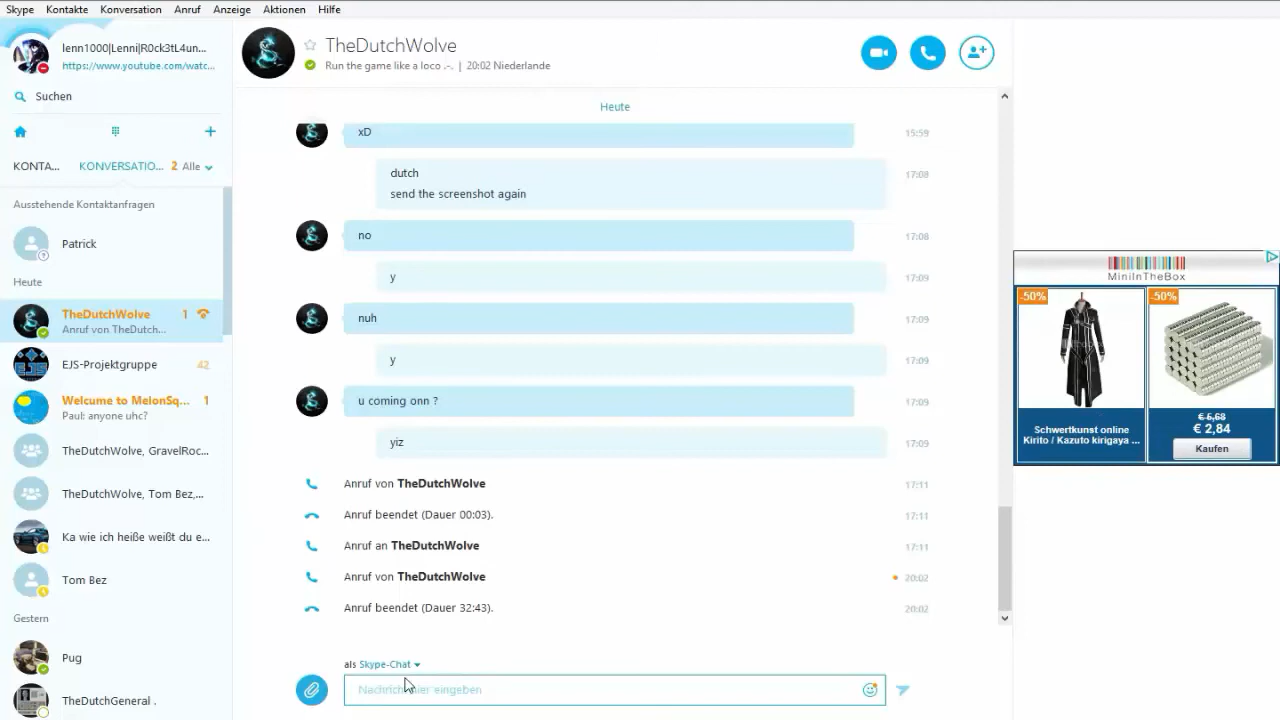 Skype Kontakte Konversation Anruf Anzeige Aktionen Hilfe
lenn1000|Lenni|R0ck3tL4un...
https://www.youtube.com/watc...
Suchen
KONTA... KONVERSATIO... 2 Alle
Ausstehende Kontaktanfragen
Patrick
Heute
TheDutchWolve 1
Anruf von TheDutch...
EJS-Projektgruppe 42
EJS
Welcome to MelonSq... 1
Paul: anyone uhc?
TheDutchWolve, GravelRoc...
TheDutchWolve, Tom Bez,...
Ka wie ich heiße weißt du e...
Tom Bez
Gestern
Pug
TheDutchGeneral .
TheDutchWolve
Run the game like a loco .-. | 20:02 Niederlande
Heute
xD 15:59
dutch 17:08
send the screenshot again
no 17:08
y 17:09
nuh 17:09
y 17:09
u coming onn ? 17:09
yiz 17:09
Anruf von TheDutchWolve 17:11
Anruf beendet (Dauer 00:03). 17:11
Anruf an TheDutchWolve 17:11
Anruf von TheDutchWolve 20:02
Anruf beendet (Dauer 32:43). 20:02
als Skype-Chat
Nachricht hier eingeben
MiniInTheBox
-50% -50%
Schwertkunst online
Kirito / Kazuto kirigaya ...
€ 5,68
€ 2,84
Kaufen